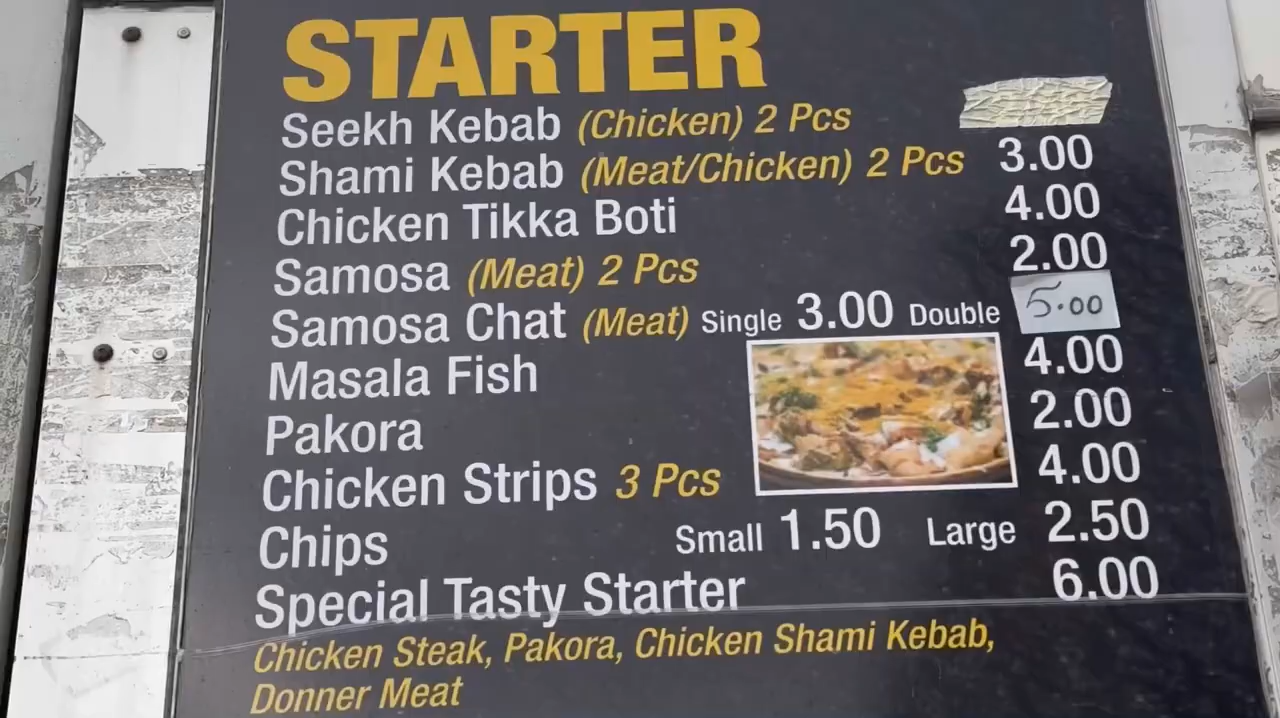 STARTER
Seekh Kebab (Chicken) 2 Pcs
Shami Kebab (Meat/Chicken) 2 Pcs 3.00
Chicken Tikka Boti 4.00
Samosa (Meat) 2 Pcs 2.00
Samosa Chat (Meat) Single 3.00 Double 5.00
Masala Fish 4.00
Pakora 2.00
Chicken Strips 3 Pcs 4.00
Chips Small 1.50 Large 2.50
Special Tasty Starter 6.00
Chicken Steak, Pakora, Chicken Shami Kebab,
Donner Meat